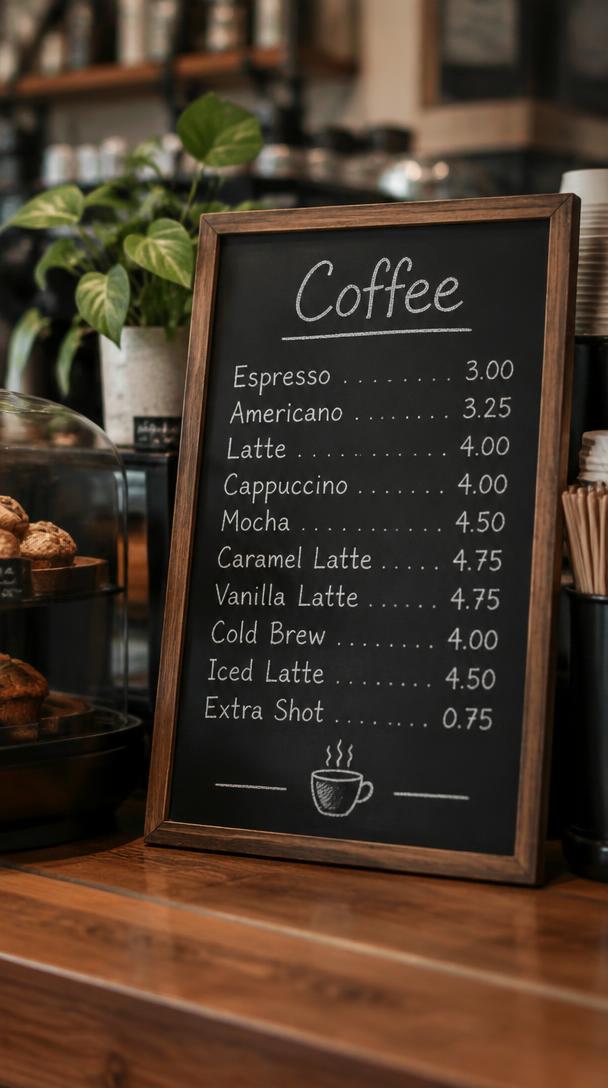 Coffee
Espresso ........ 3.00
Americano ........ 3.25
Latte ............ 4.00
Cappuccino ....... 4.00
Mocha ............ 4.50
Caramel Latte ..... 4.75
Vanilla Latte ...... 4.75
Cold Brew ........ 4.00
Iced Latte ........ 4.50
Extra Shot ........ 0.75